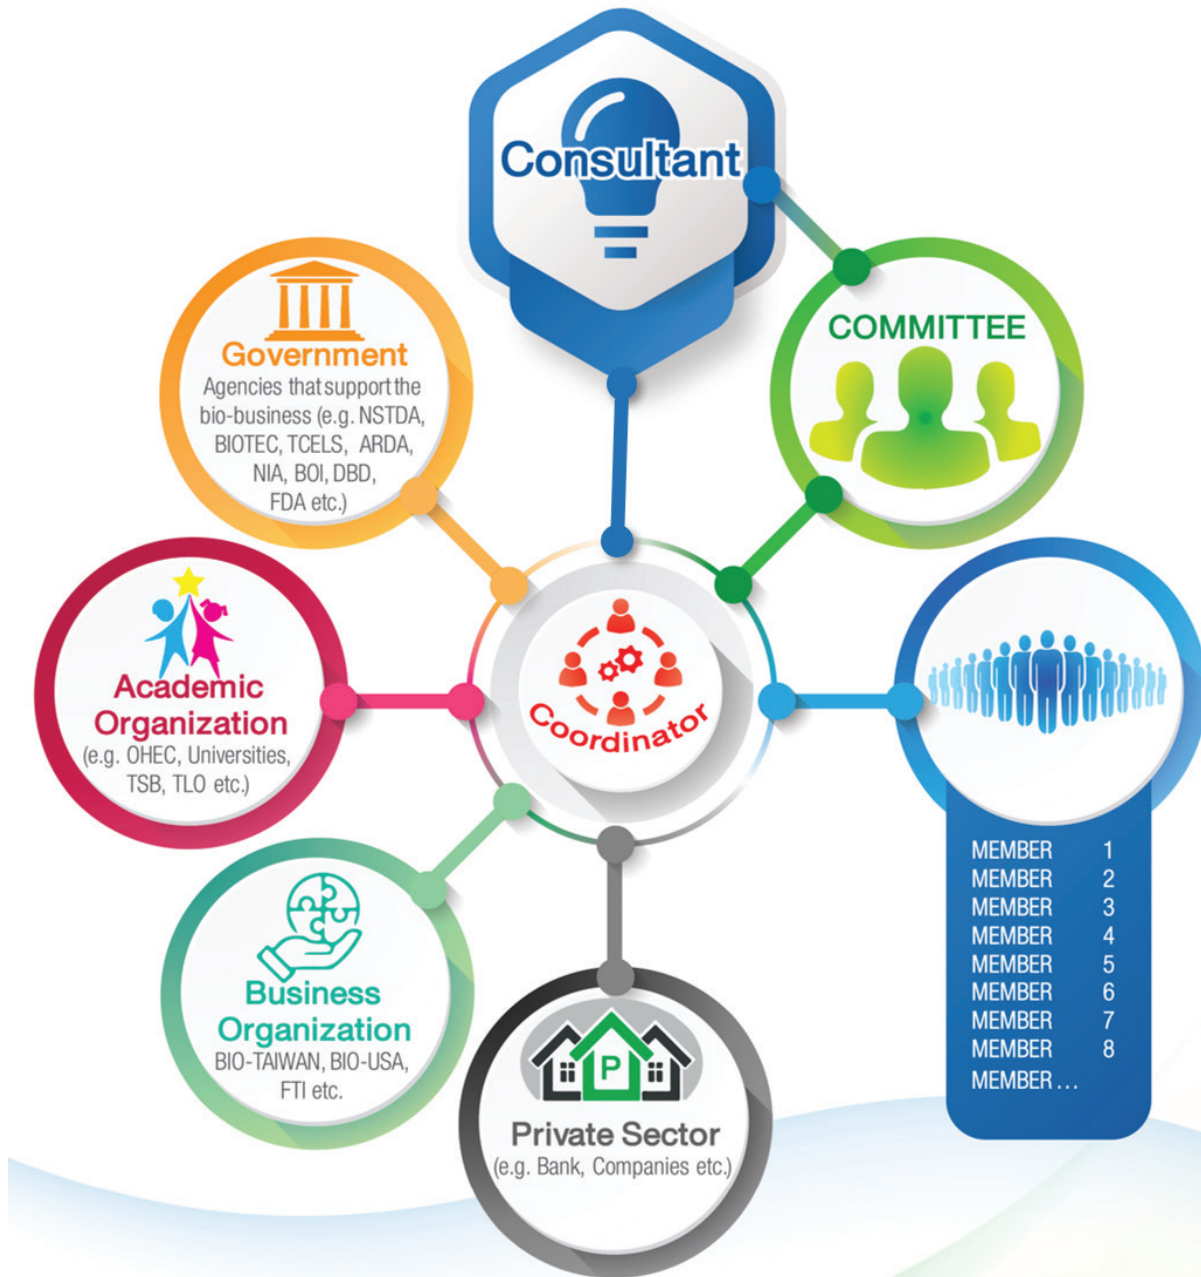 Consultant
COMMITTEE
Government
Agencies that support the
bio-business (e.g. NSTDA,
BIOTEC, TCELS, ARDA,
NIA, BOI, DBD,
FDA etc.)
Academic
Organization
(e.g. OHEC, Universities,
TSB, TLO etc.)
Coordinator
Business
Organization
BIO-TAIWAN, BIO-USA,
FTI etc.
P
Private Sector
(e.g. Bank, Companies etc.)
MEMBER 1
MEMBER 2
MEMBER 3
MEMBER 4
MEMBER 5
MEMBER 6
MEMBER 7
MEMBER 8
MEMBER ...